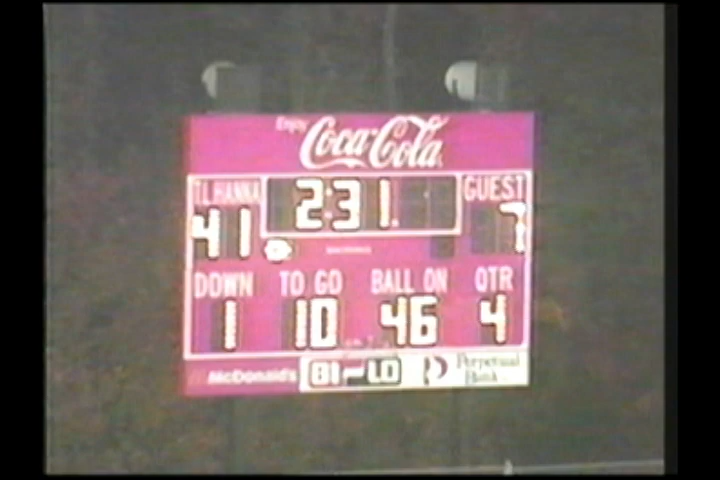 Enjoy
Coca-Cola
T.L. HANNA 2:31 GUEST
41 7
DOWN TO GO BALL ON QTR
1 10 46 4
McDonald's BI-LO Perpetual
Bank